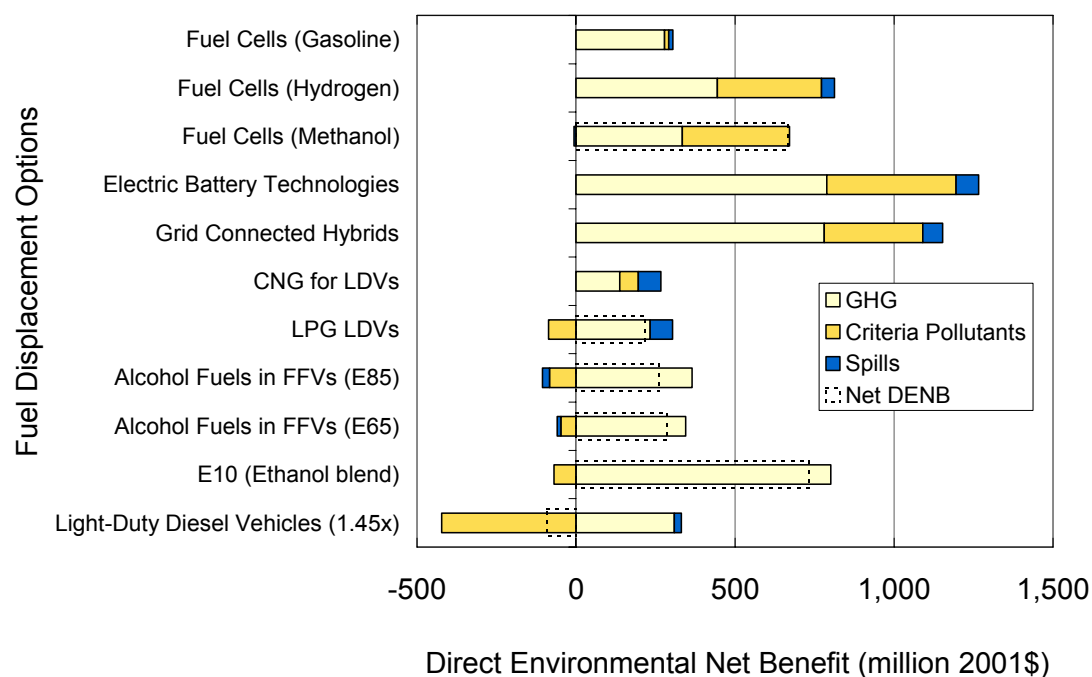 Fuel Displacement Options
Fuel Cells (Gasoline)
Fuel Cells (Hydrogen)
Fuel Cells (Methanol)
Electric Battery Technologies
Grid Connected Hybrids
CNG for LDVs
LPG LDVs
Alcohol Fuels in FFVs (E85)
Alcohol Fuels in FFVs (E65)
E10 (Ethanol blend)
Light-Duty Diesel Vehicles (1.45x)
GHG
Criteria Pollutants
Spills
Net DENB
-500 0 500 1,000 1,500
Direct Environmental Net Benefit (million 2001$)